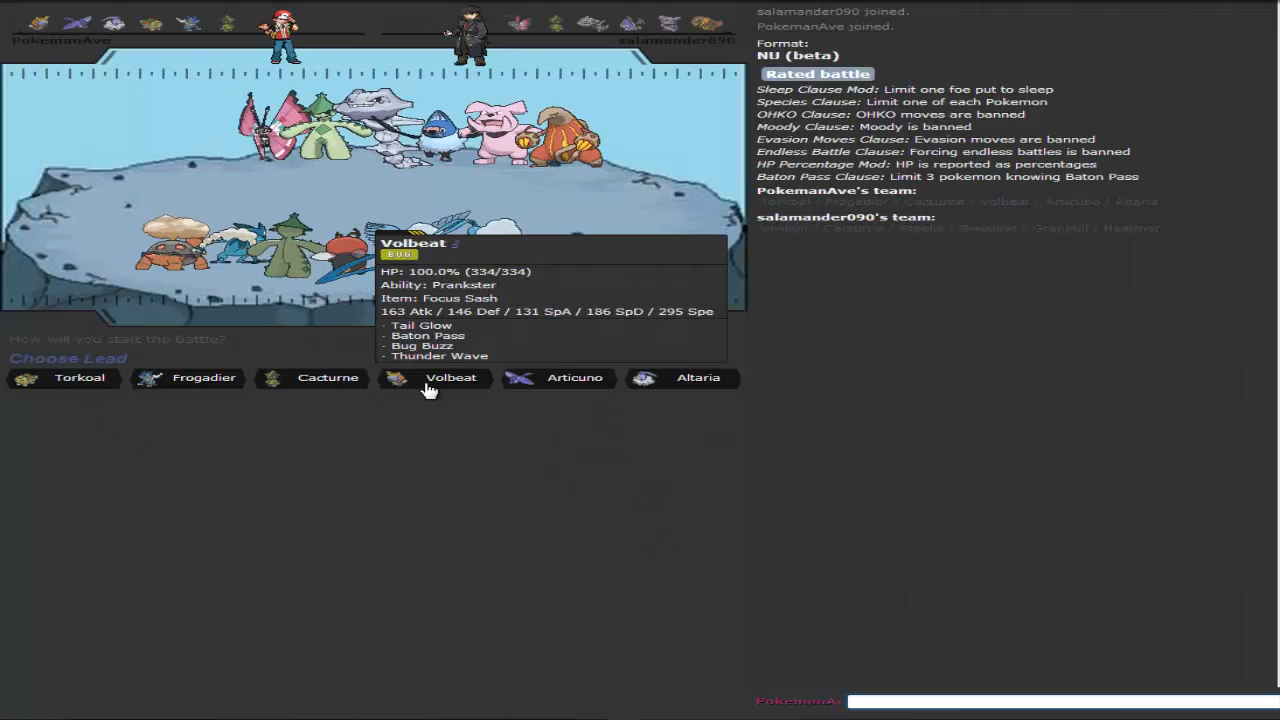 PokemanAve
salamander090
salamander090 joined.
PokemanAve joined.
Format:
NU (beta)
Rated battle
Sleep Clause Mod: Limit one foe put to sleep
Species Clause: Limit one of each Pokemon
OHKO Clause: OHKO moves are banned
Moody Clause: Moody is banned
Evasion Moves Clause: Evasion moves are banned
Endless Battle Clause: Forcing endless battles is banned
HP Percentage Mod: HP is reported as percentages
Baton Pass Clause: Limit 3 pokemon knowing Baton Pass
PokemanAve's team:
Torkoal / Frogadier / Cacturne / Volbeat / Articuno / Altaria
salamander090's team:
Vivillon / Cacturne / Steelix / Swoobat / Granbull / Heatmor
Volbeat
BUG
HP: 100.0% (334/334)
Ability: Prankster
Item: Focus Sash
163 Atk / 146 Def / 131 SpA / 186 SpD / 295 Spe
· Tail Glow
· Baton Pass
· Bug Buzz
· Thunder Wave
How will you start the battle?
Choose Lead
Torkoal
Frogadier
Cacturne
Volbeat
Articuno
Altaria